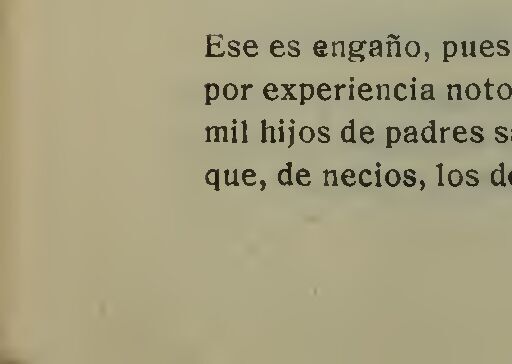 Ese es engaño, pues
por experiencia noto
mil hijos de padres s
que, de necios, los d